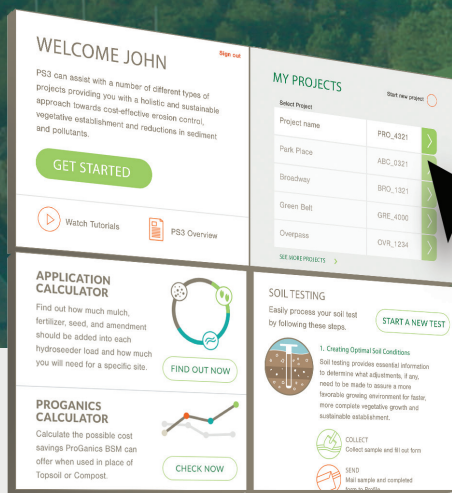 WELCOME JOHN
Sign out
PS3 can assist with a number of different types of
projects providing you with a holistic and sustainable
approach towards cost-effective erosion control,
vegetative establishment and reductions in sediment
and pollutants.
GET STARTED
Watch Tutorials
PS3 Overview
MY PROJECTS
Start new project
Select Project
Project name
PRO_4321
Park Place
ABC_0321
Broadway
BRO_1321
Green Belt
GRE_4000
Overpass
OVR_1234
SEE MORE PROJECTS
APPLICATION
CALCULATOR
Find out how much mulch,
fertilizer, seed, and amendment
should be added into each
hydroseeder load and how much
you will need for a specific site.
FIND OUT NOW
PROGANICS
CALCULATOR
Calculate the possible cost
savings ProGanics BSM can
offer when used in place of
Topsoil or Compost.
CHECK NOW
SOIL TESTING
Easily process your soil test
by following these steps.
START A NEW TEST
1. Creating Optimal Soil Conditions
Soil testing provides essential information
to determine what adjustments, if any,
need to be made to assure a more
favorable growing environment for faster,
more complete vegetative growth and
sustainable establishment.
COLLECT
Collect sample and fill out form
SEND
Mail sample and completed
form to Profile